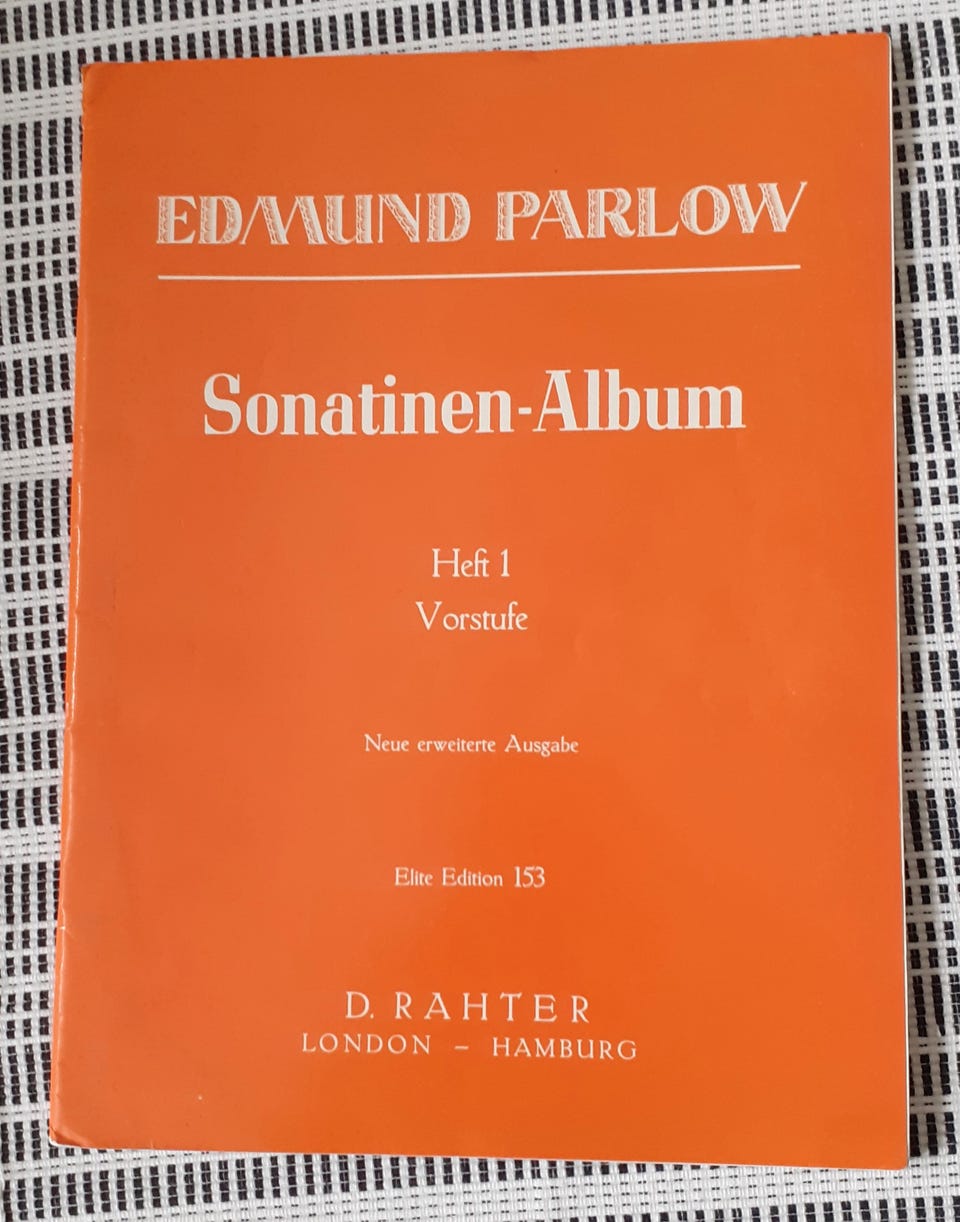 EDMUND PARLOW
Sonatinen-Album
Heft 1
Vorstufe
Neue erweiterte Ausgabe
Elite Edition 153
D. RAHTER
LONDON – HAMBURG